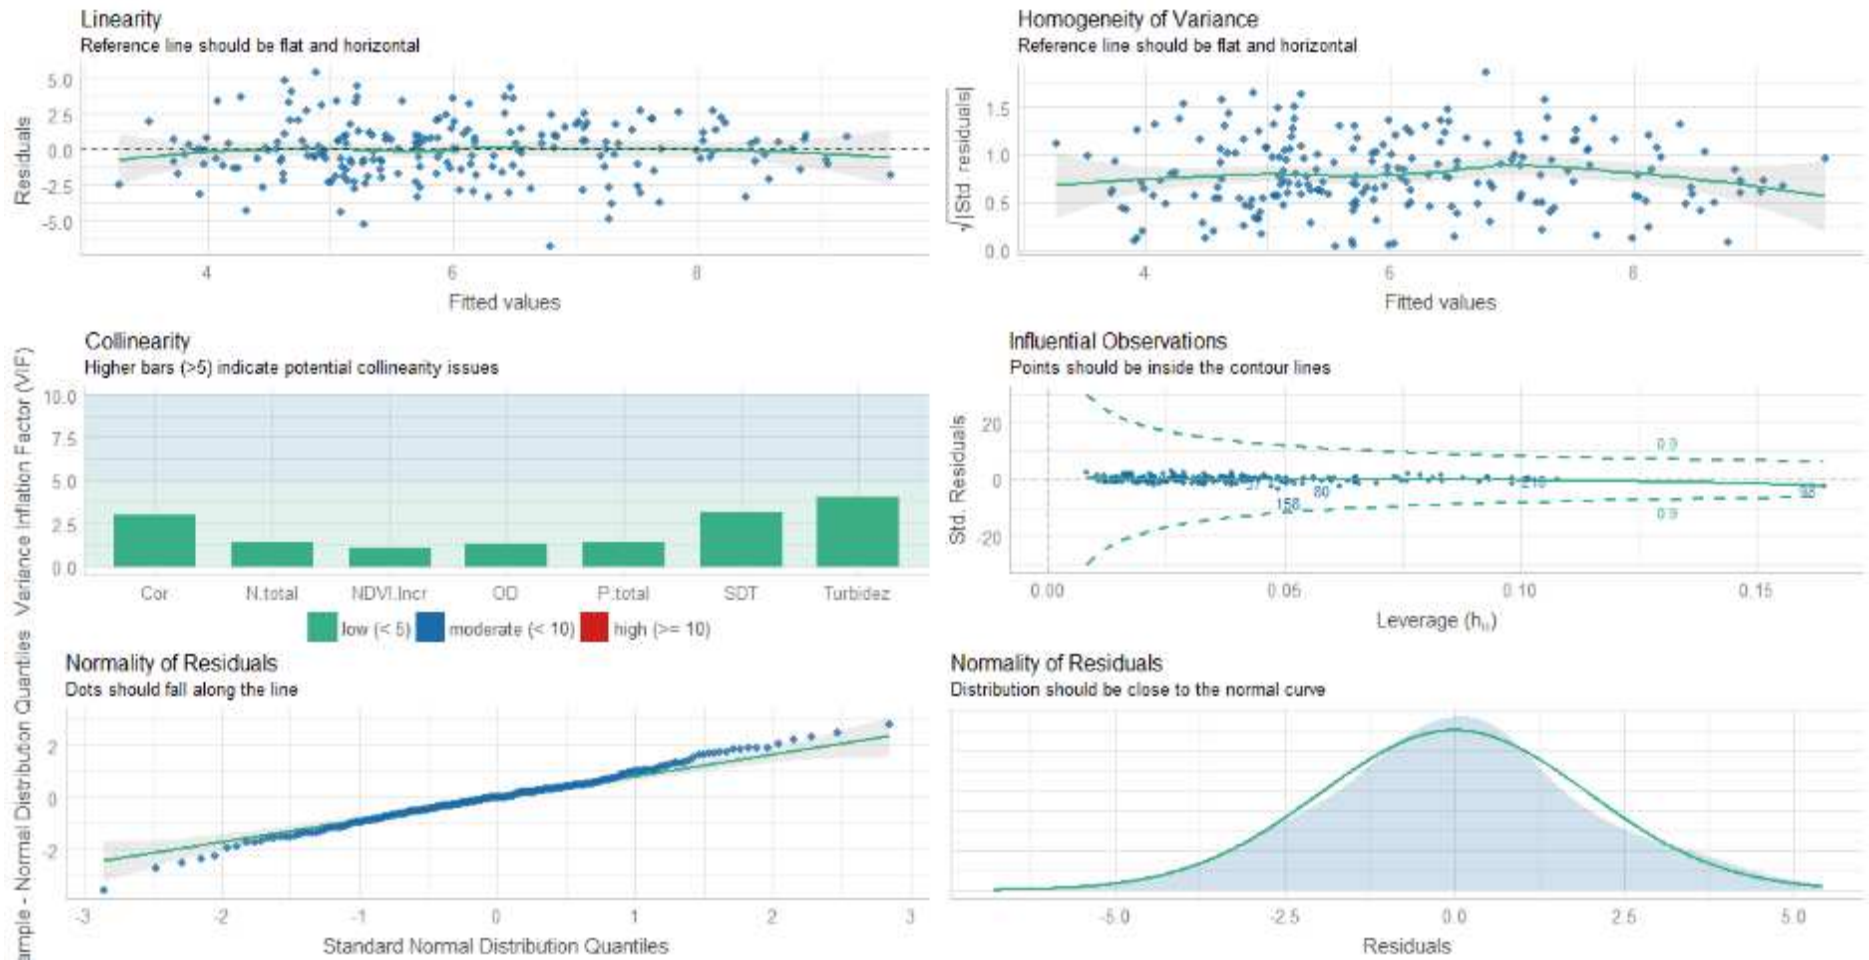 Linearity
Reference line should be flat and horizontal
Residuals
5.0
2.5
0.0
-2.5
-5.0
4
6
8
Fitted values
Homogeneity of Variance
Reference line should be flat and horizontal
√|Std residuals|
1.5
1.0
0.5
0.0
4
6
8
Fitted values
Collinearity
Higher bars (>5) indicate potential collinearity issues
Variance Inflation Factor (VIF)
10.0
7.5
5.0
2.5
0.0
Cor
N.total
NDVI.Incr
OD
P.total
SDT
Turbidez
low (< 5)
moderate (< 10)
high (>= 10)
Influential Observations
Points should be inside the contour lines
Std. Residuals
20
0
-20
0.9
0.9
158
80
98
0.00
0.05
0.10
0.15
Leverage (hᵢᵢ)
Normality of Residuals
Dots should fall along the line
ample - Normal Distribution Quantiles
2
0
-2
-3
-2
-1
0
1
2
3
Standard Normal Distribution Quantiles
Normality of Residuals
Distribution should be close to the normal curve
-5.0
-2.5
0.0
2.5
5.0
Residuals